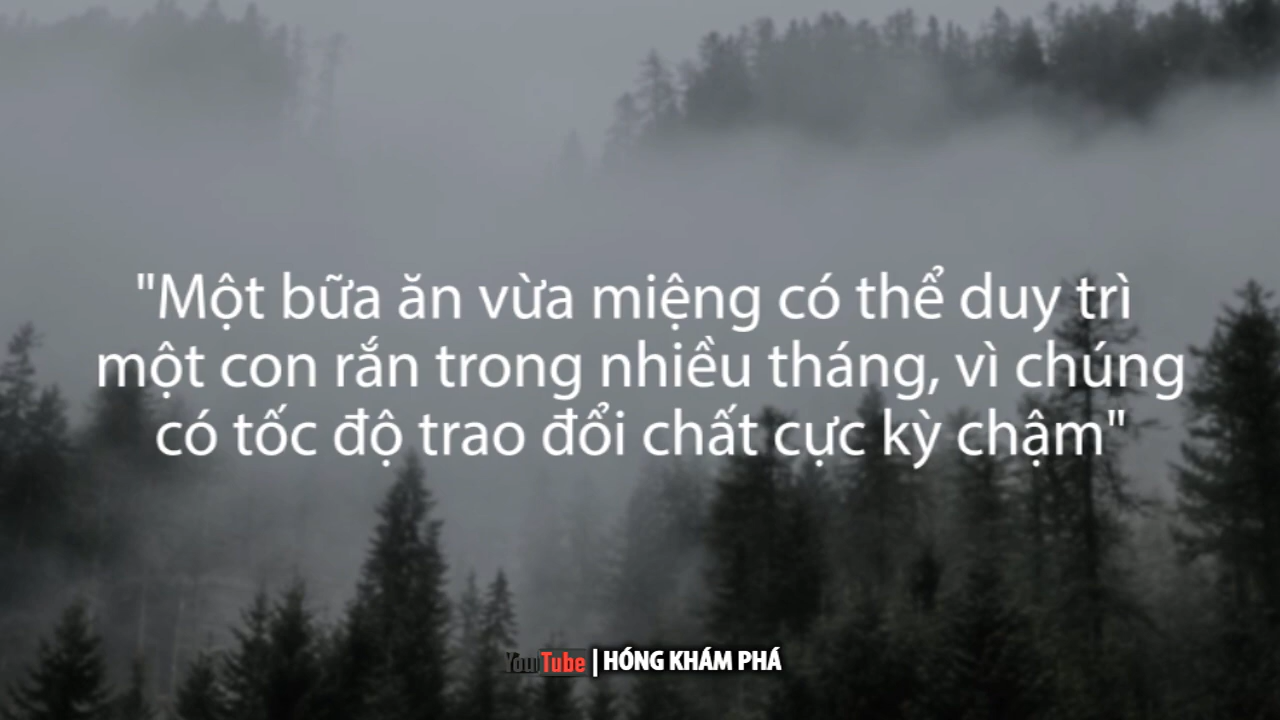 "Một bữa ăn vừa miệng có thể duy trì
một con rắn trong nhiều tháng, vì chúng
có tốc độ trao đổi chất cực kỳ chậm"
YouTube | HÓNG KHÁM PHÁ